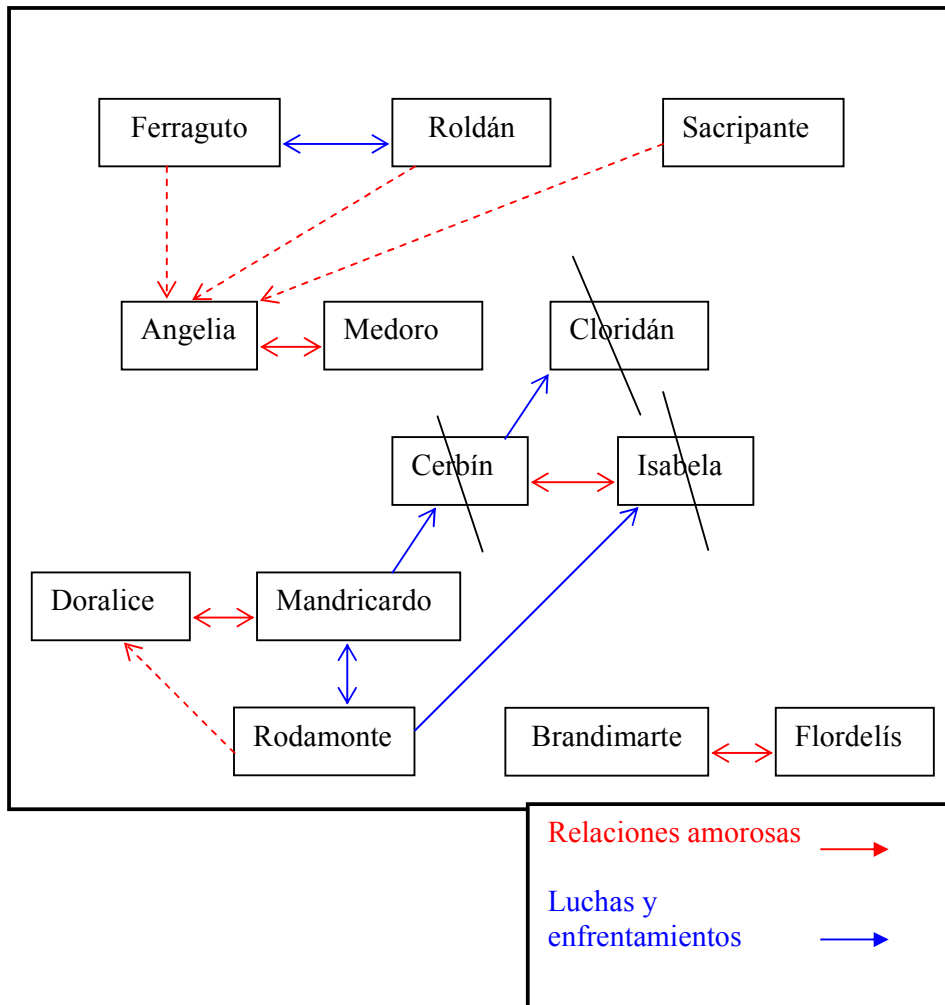 Ferraguto
Roldán
Sacripante
Angelia
Medoro
Cloridán
Cerbín
Isabela
Doralice
Mandricardo
Rodamonte
Brandimarte
Flordelís
Relaciones amorosas
Luchas y
enfrentamientos